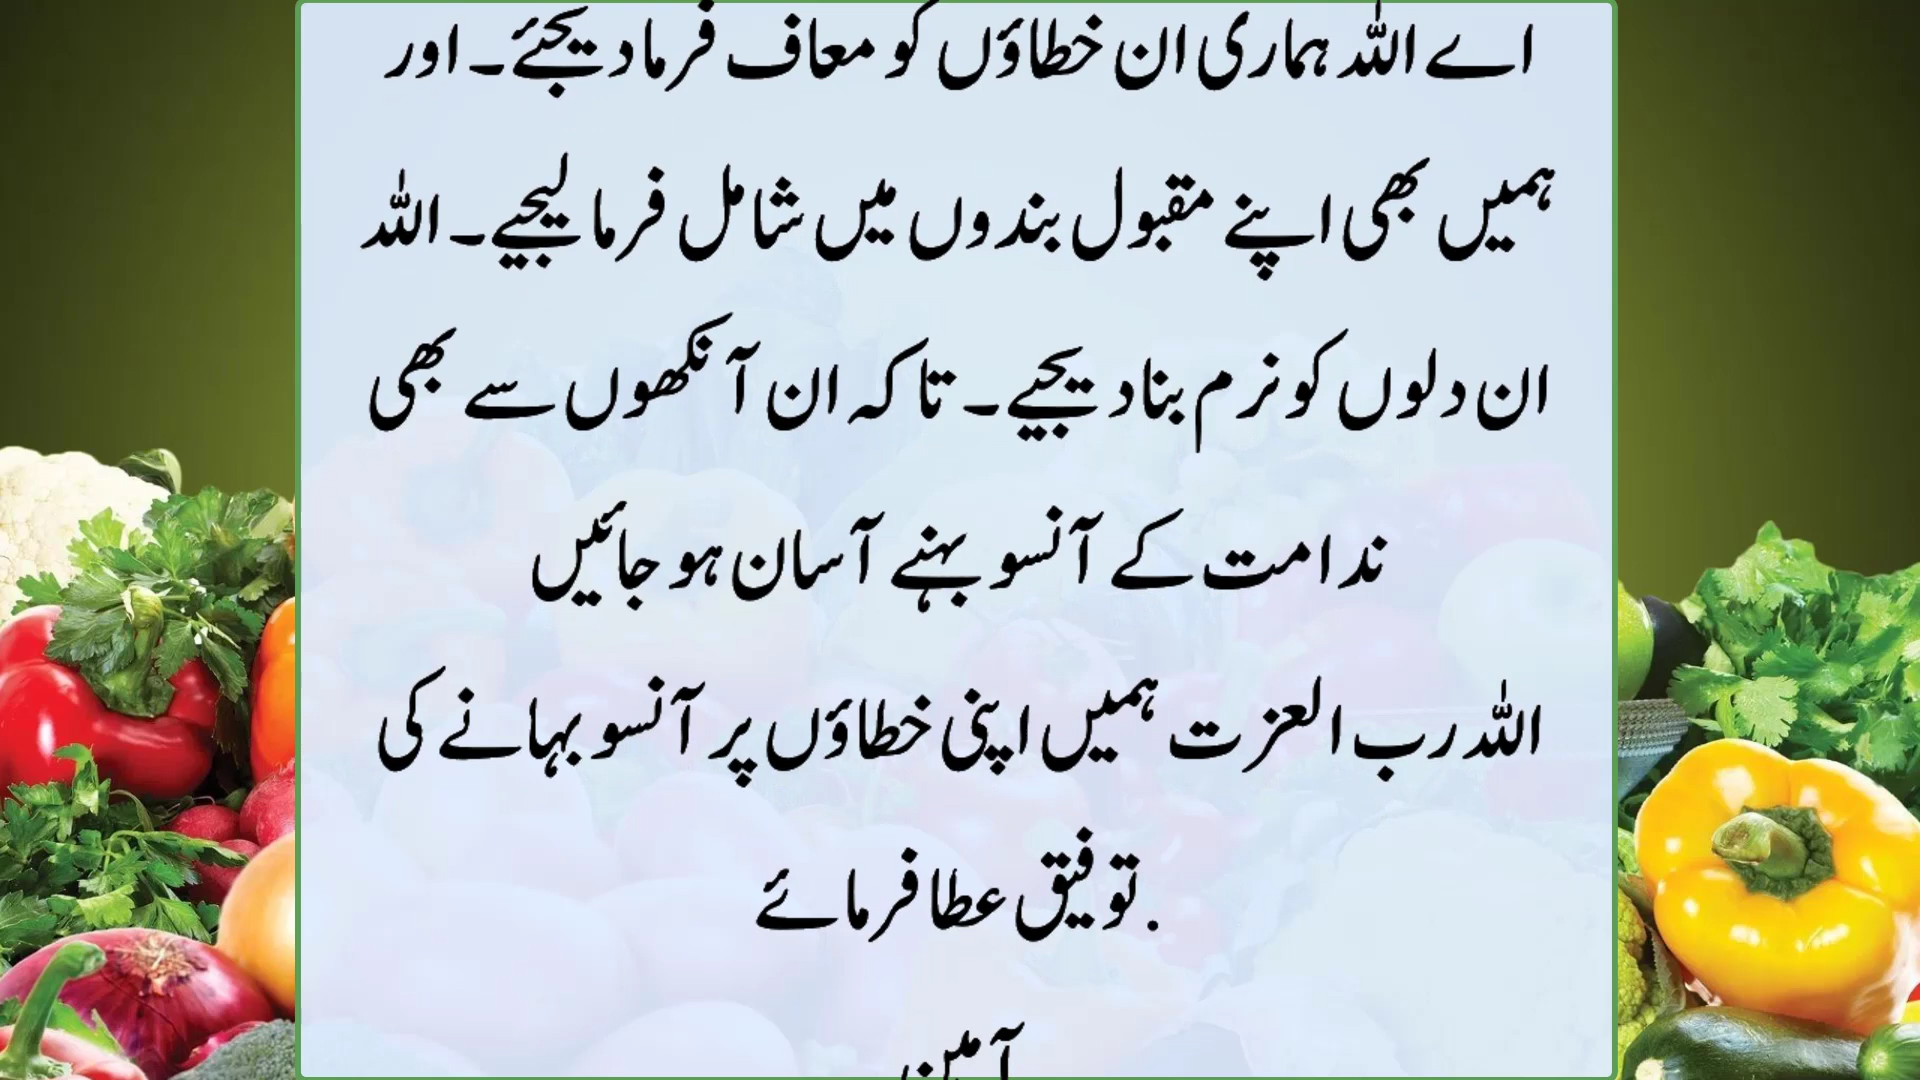 اے اللہ ہماری ان خطاؤں کو معاف فرما دیجئے۔ اور
ہمیں بھی اپنے مقبول بندوں میں شامل فرما لیجیے۔ اللہ
ان دلوں کو نرم بنا دیجیے۔ تاکہ ان آنکھوں سے بھی
ندامت کے آنسو بہنے آسان ہو جائیں
اللہ رب العزت ہمیں اپنی خطاؤں پر آنسو بہانے کی
.توفیق عطا فرمائے
آمین